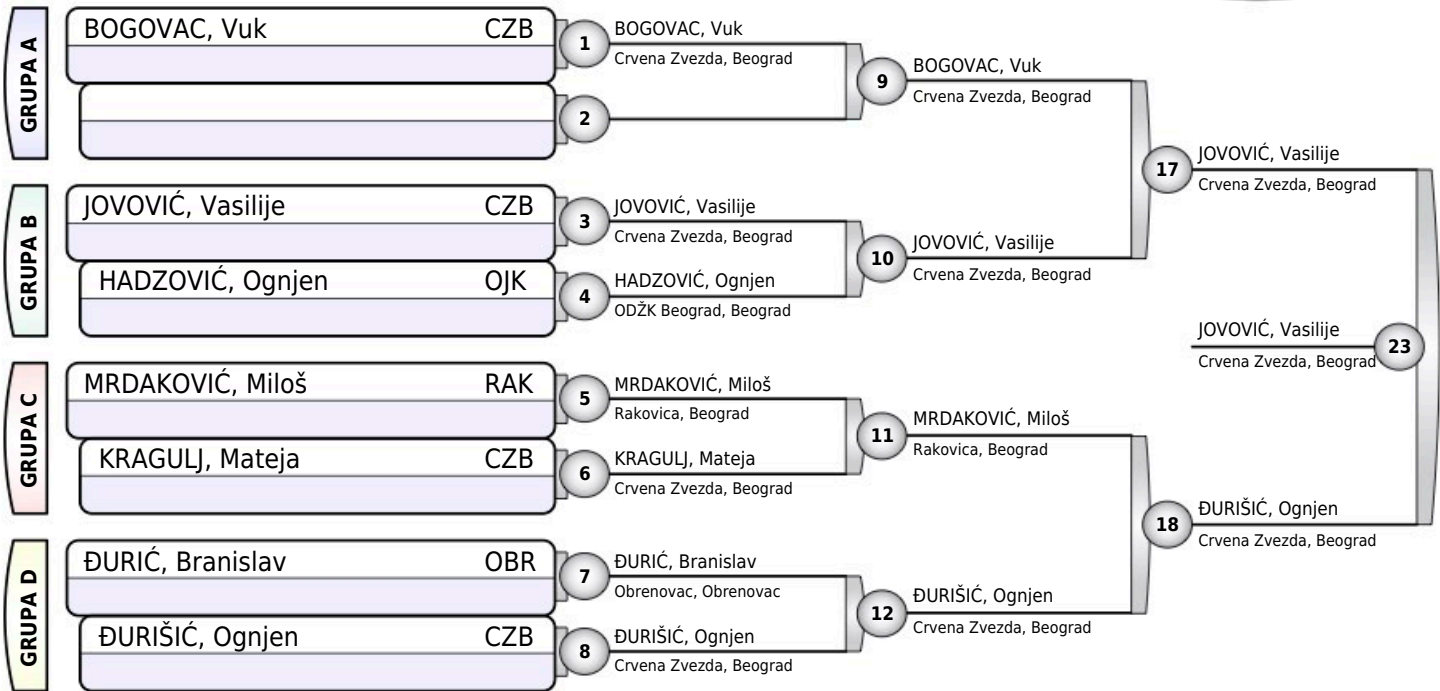 GRUPA A
BOGOVAC, Vuk CZB
1
BOGOVAC, Vuk
Crvena Zvezda, Beograd
2
9
BOGOVAC, Vuk
Crvena Zvezda, Beograd
GRUPA B
JOVOVIĆ, Vasilije CZB
3
JOVOVIĆ, Vasilije
Crvena Zvezda, Beograd
HADZOVIĆ, Ognjen OJK
4
HADZOVIĆ, Ognjen
ODŽK Beograd, Beograd
10
JOVOVIĆ, Vasilije
Crvena Zvezda, Beograd
17
JOVOVIĆ, Vasilije
Crvena Zvezda, Beograd
GRUPA C
MRDAKOVIĆ, Miloš RAK
5
MRDAKOVIĆ, Miloš
Rakovica, Beograd
KRAGULJ, Mateja CZB
6
KRAGULJ, Mateja
Crvena Zvezda, Beograd
11
MRDAKOVIĆ, Miloš
Rakovica, Beograd
GRUPA D
ĐURIĆ, Branislav OBR
7
ĐURIĆ, Branislav
Obrenovac, Obrenovac
ĐURIŠIĆ, Ognjen CZB
8
ĐURIŠIĆ, Ognjen
Crvena Zvezda, Beograd
12
ĐURIŠIĆ, Ognjen
Crvena Zvezda, Beograd
18
ĐURIŠIĆ, Ognjen
Crvena Zvezda, Beograd
JOVOVIĆ, Vasilije
Crvena Zvezda, Beograd
23